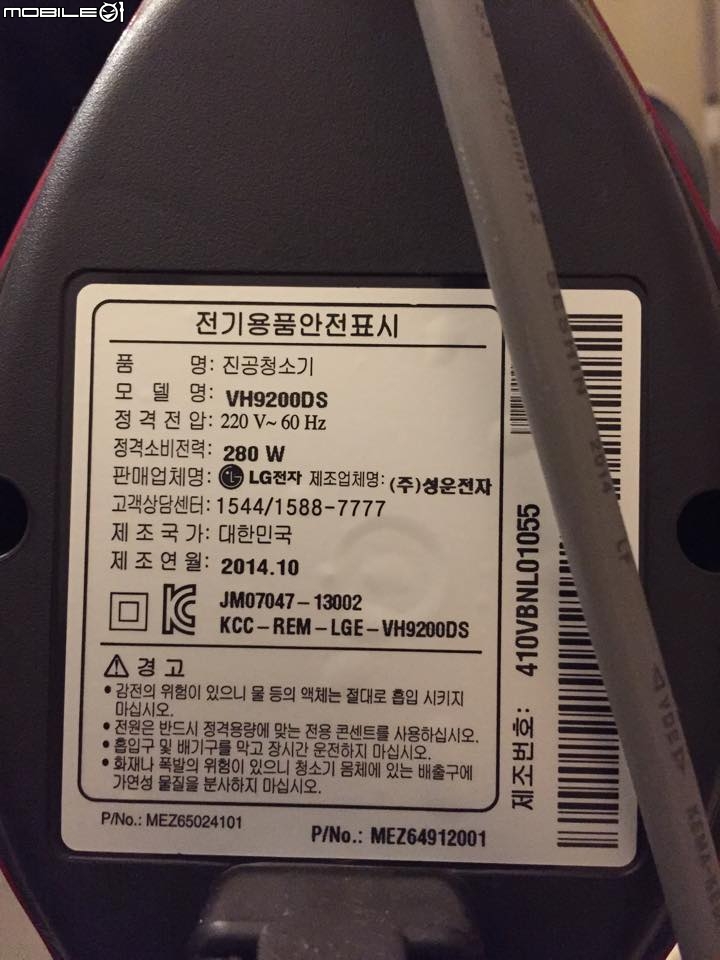 MOBILE01
전기용품안전표시
품 명: 진공청소기
모 델 명: VH9200DS
정 격 전 압: 220 V~ 60 Hz
정격소비전력: 280 W
판매업체명: LG LG전자 제조업체명: (주)성운전자
고객상담센터: 1544/1588-7777
제 조 국 가: 대한민국
제 조 연 월: 2014.10
JM07047-13002
KCC-REM-LGE-VH9200DS
경 고
• 감전의 위험이 있으니 물 등의 액체는 절대로 흡입 시키지
마십시오.
• 전원은 반드시 정격용량에 맞는 전용 콘센트를 사용하십시오.
• 흡입구 및 배기구를 막고 장시간 운전하지 마십시오.
• 화재나 폭발의 위험이 있으니 청소기 몸체에 있는 배출구에
가연성 물질을 분사하지 마십시오.
P/No.: MEZ65024101
P/No.: MEZ64912001
제조번호: 410VBNL01055